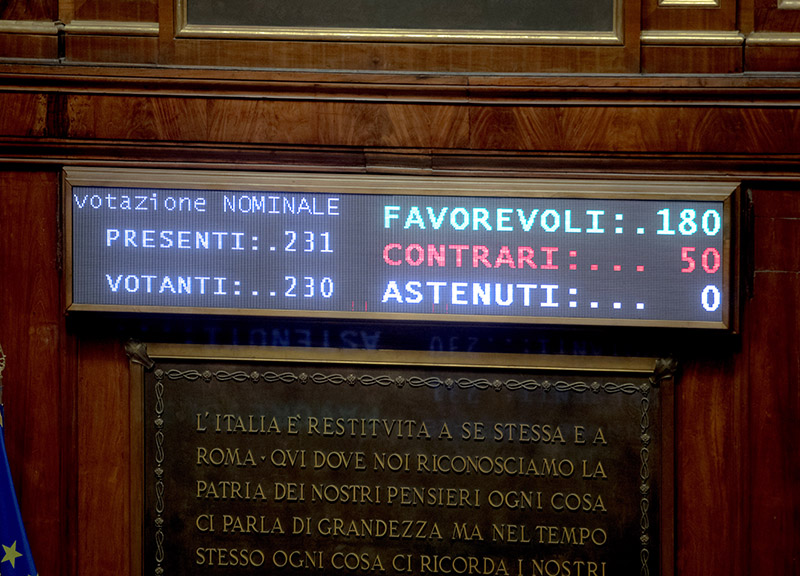 votazione NOMINALE
PRESENTI:.231
VOTANTI:..230
FAVOREVOLI:.180
CONTRARI:... 50
ASTENUTI:... 0
L'ITALIA È RESTITVITA A SE STESSA E A
ROMA · QVI DOVE NOI RICONOSCIAMO LA
PATRIA DEI NOSTRI PENSIERI OGNI COSA
CI PARLA DI GRANDEZZA MA NEL TEMPO
STESSO OGNI COSA CI RICORDA I NOSTRI